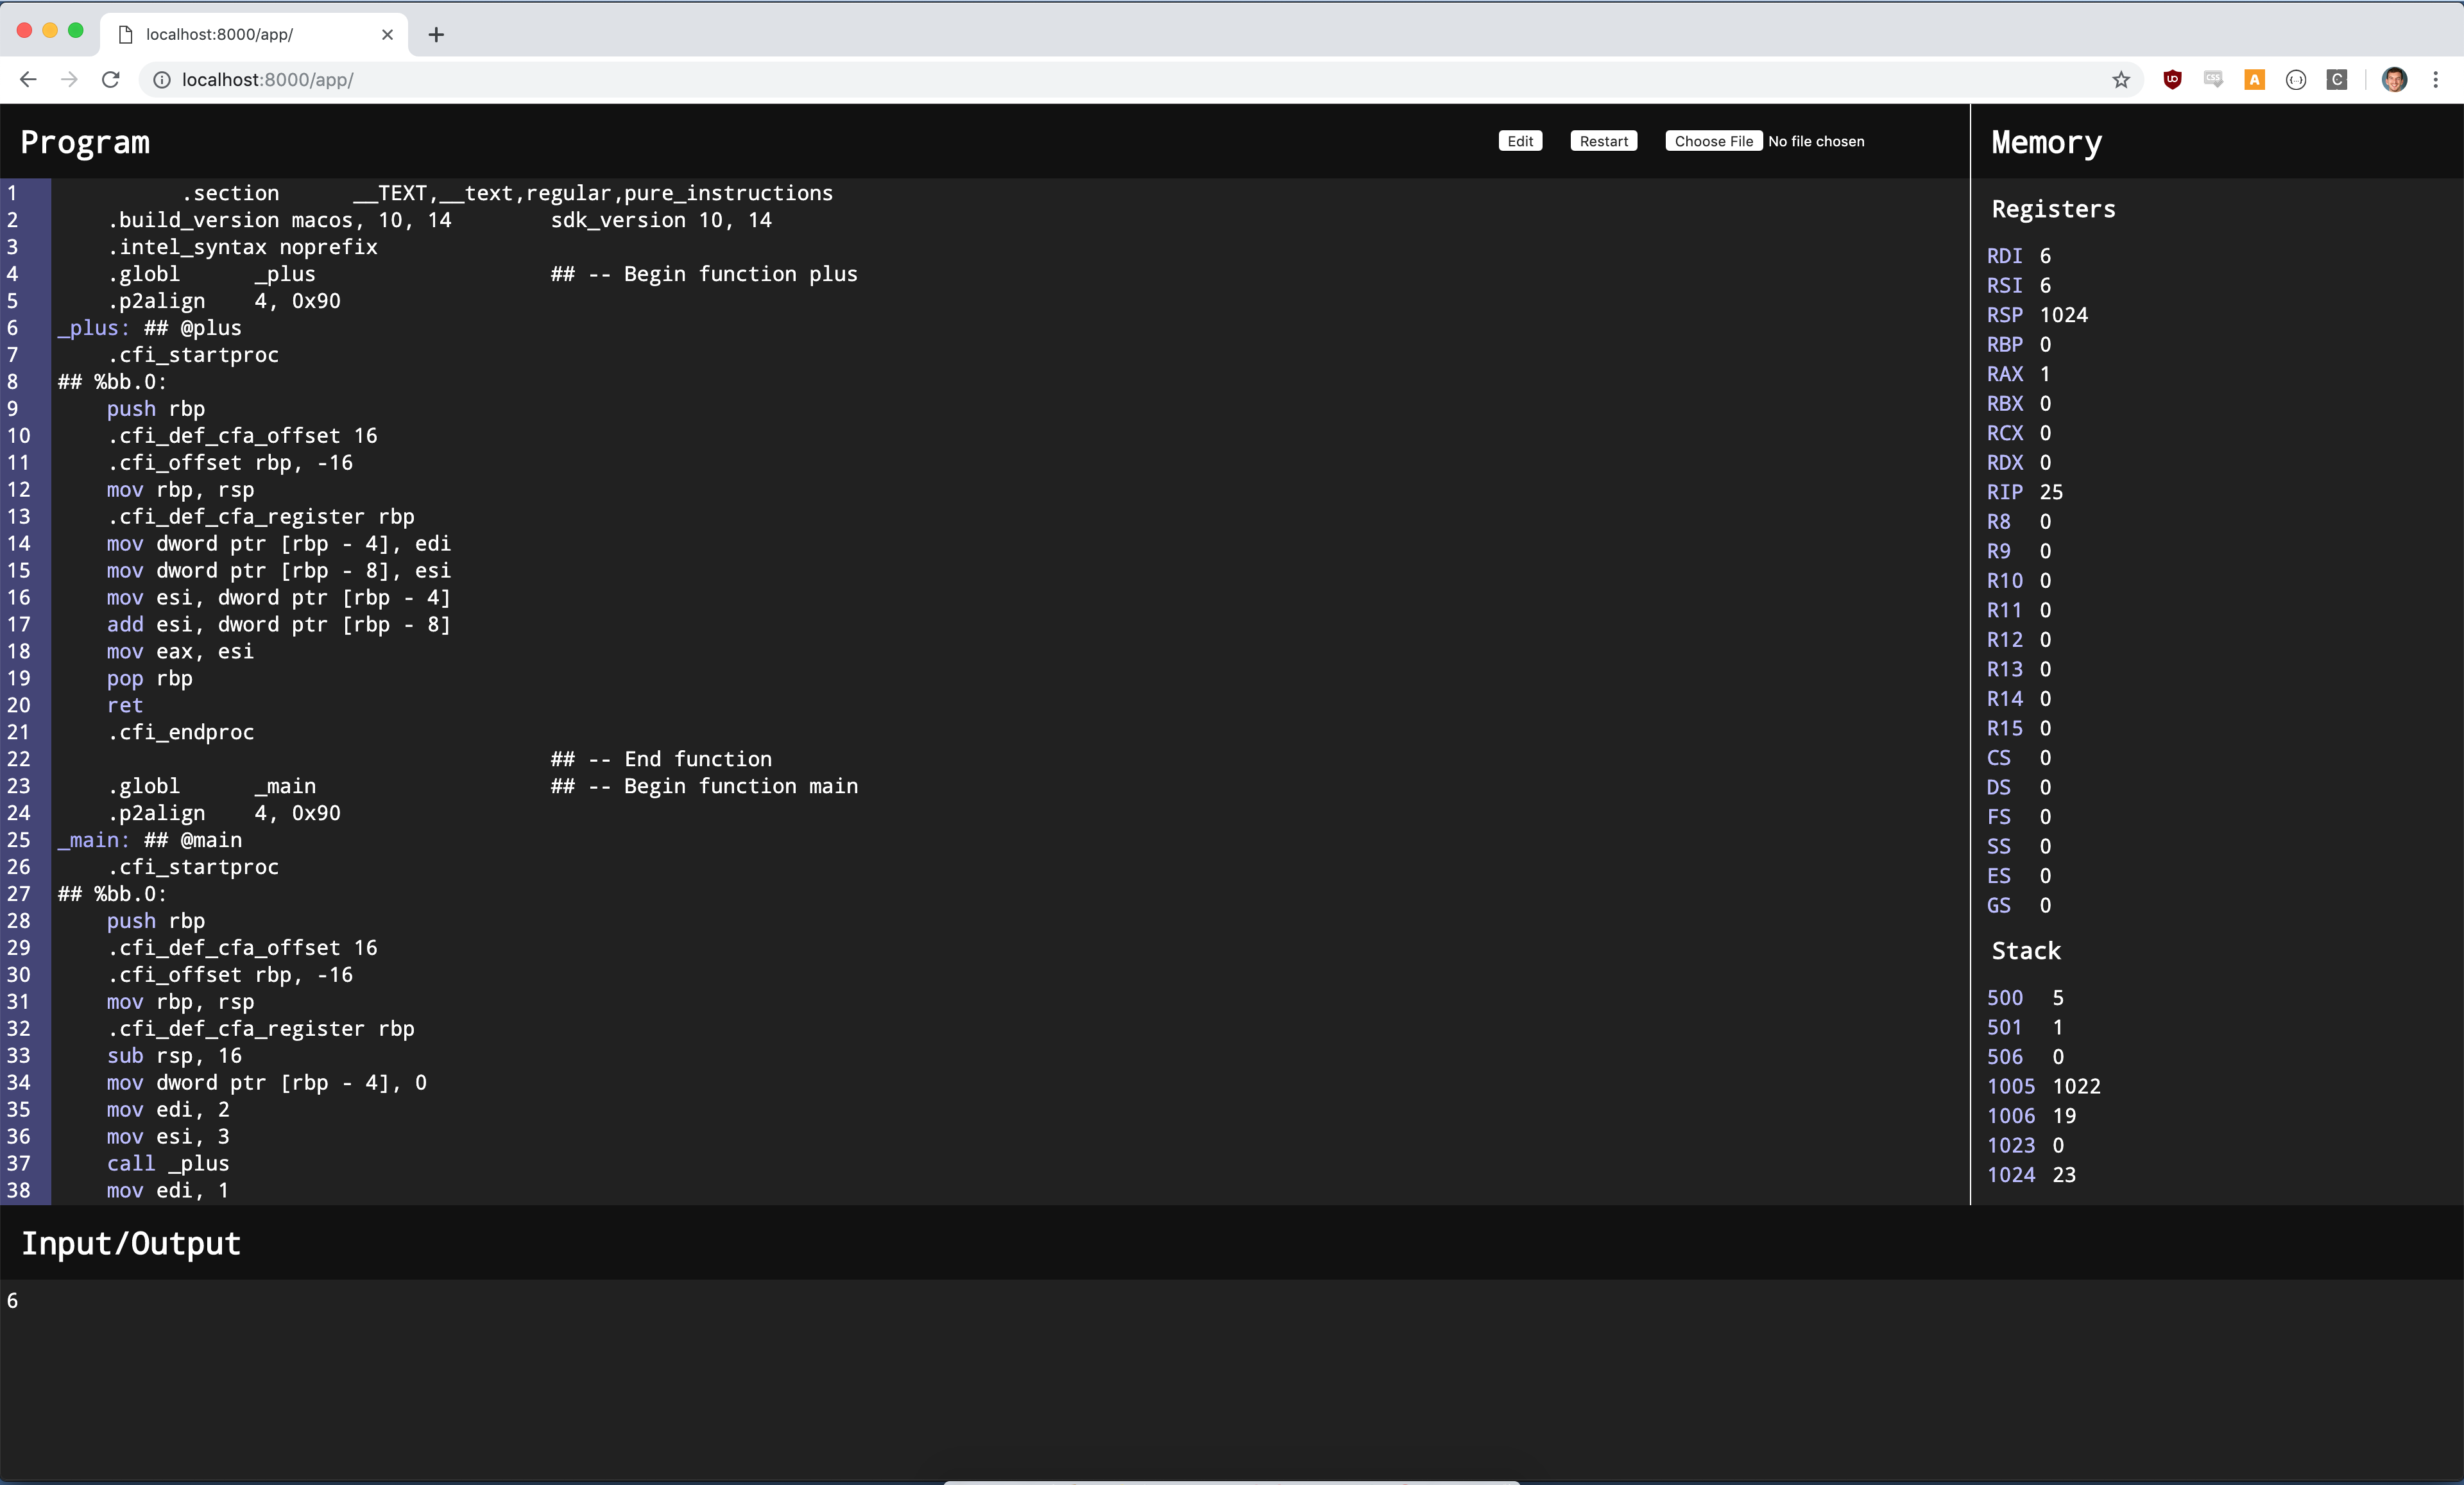 localhost:8000/app/
localhost:8000/app/
Program
Edit Restart Choose File No file chosen
1 .section __TEXT,__text,regular,pure_instructions
2 .build_version macos, 10, 14 sdk_version 10, 14
3 .intel_syntax noprefix
4 .globl _plus ## -- Begin function plus
5 .p2align 4, 0x90
6 _plus: ## @plus
7 .cfi_startproc
8 ## %bb.0:
9 push rbp
10 .cfi_def_cfa_offset 16
11 .cfi_offset rbp, -16
12 mov rbp, rsp
13 .cfi_def_cfa_register rbp
14 mov dword ptr [rbp - 4], edi
15 mov dword ptr [rbp - 8], esi
16 mov esi, dword ptr [rbp - 4]
17 add esi, dword ptr [rbp - 8]
18 mov eax, esi
19 pop rbp
20 ret
21 .cfi_endproc
22 ## -- End function
23 .globl _main ## -- Begin function main
24 .p2align 4, 0x90
25 _main: ## @main
26 .cfi_startproc
27 ## %bb.0:
28 push rbp
29 .cfi_def_cfa_offset 16
30 .cfi_offset rbp, -16
31 mov rbp, rsp
32 .cfi_def_cfa_register rbp
33 sub rsp, 16
34 mov dword ptr [rbp - 4], 0
35 mov edi, 2
36 mov esi, 3
37 call _plus
38 mov edi, 1
Memory
Registers
RDI 6
RSI 6
RSP 1024
RBP 0
RAX 1
RBX 0
RCX 0
RDX 0
RIP 25
R8 0
R9 0
R10 0
R11 0
R12 0
R13 0
R14 0
R15 0
CS 0
DS 0
FS 0
SS 0
ES 0
GS 0
Stack
500 5
501 1
506 0
1005 1022
1006 19
1023 0
1024 23
Input/Output
6